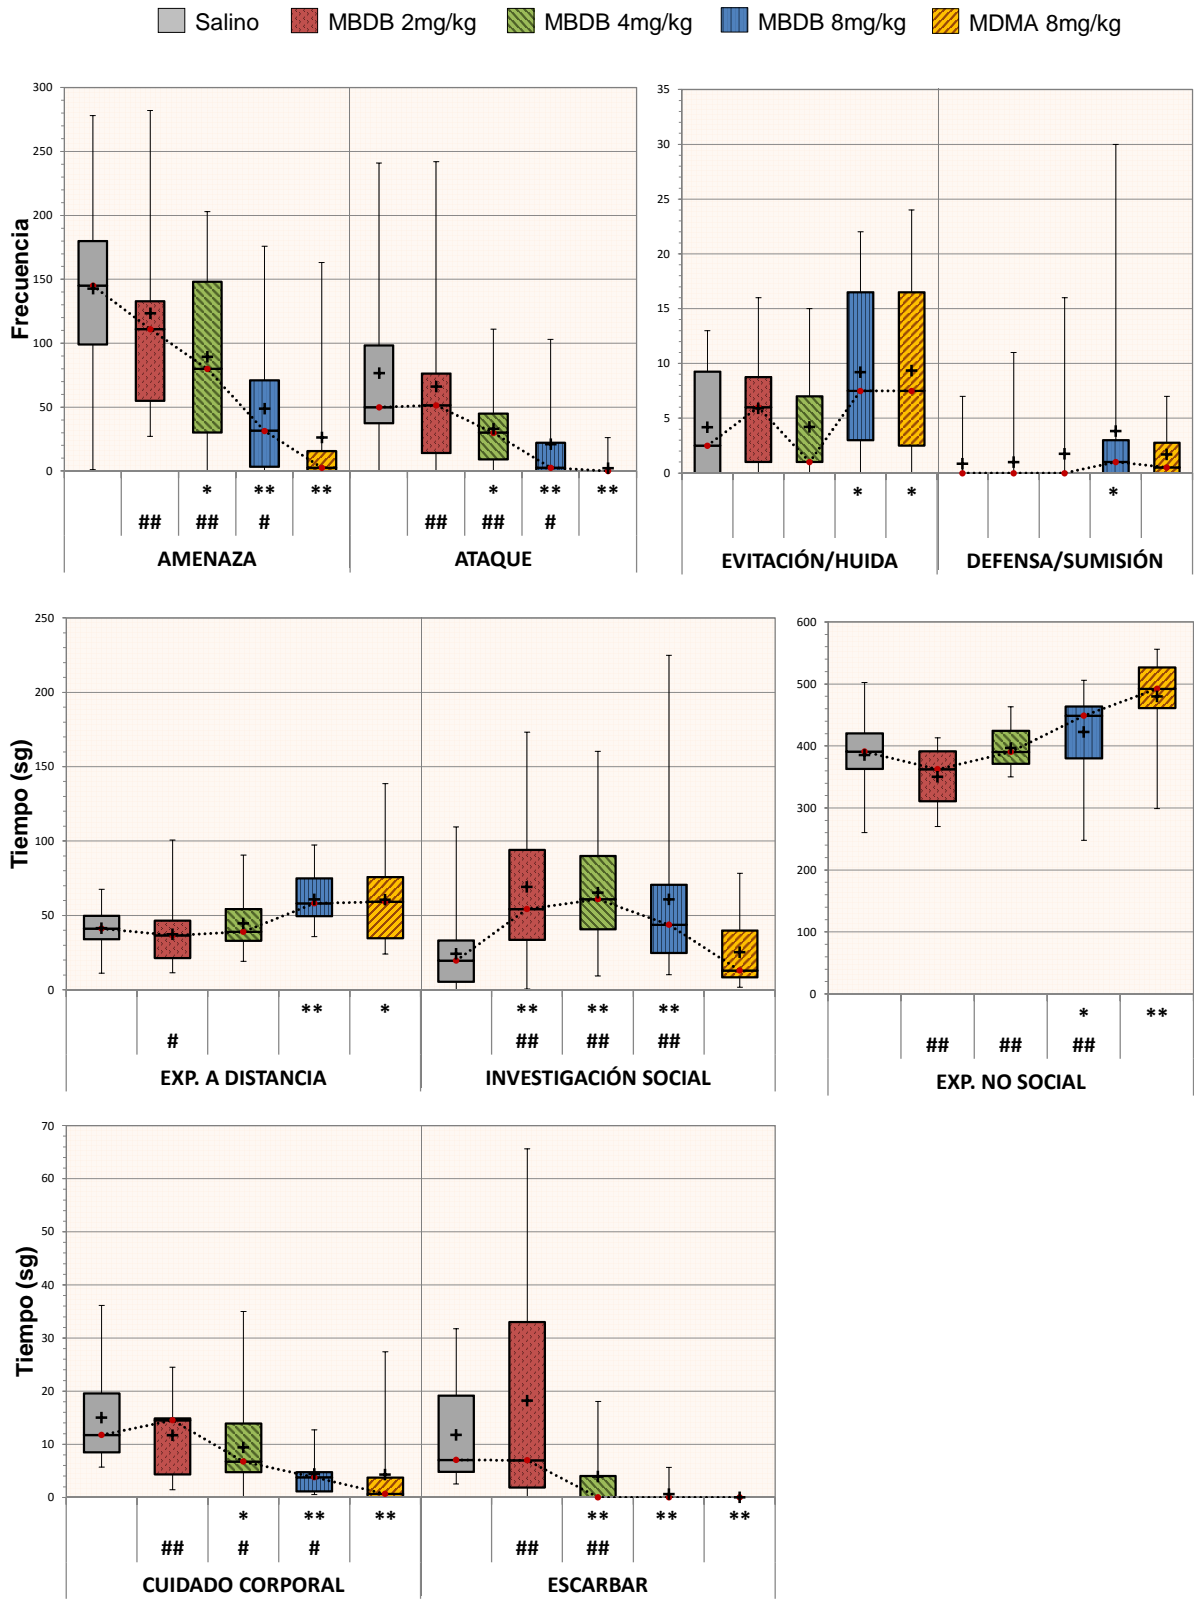 Salino MBDB 2mg/kg MBDB 4mg/kg MBDB 8mg/kg MDMA 8mg/kg
Frecuencia
300
250
200
150
100
50
0
* ** ** * ** **
## ## # ## ## #
AMENAZA ATAQUE
35
30
25
20
15
10
5
0
* * *
EVITACIÓN/HUIDA DEFENSA/SUMISIÓN
Tiempo (sg)
250
200
150
100
50
0
** * ** ** **
# ## ## ##
EXP. A DISTANCIA INVESTIGACIÓN SOCIAL
600
500
400
300
200
100
0
* **
## ## ##
EXP. NO SOCIAL
Tiempo (sg)
70
60
50
40
30
20
10
0
* ** ** ** ** **
## # # ## ##
CUIDADO CORPORAL ESCARBAR